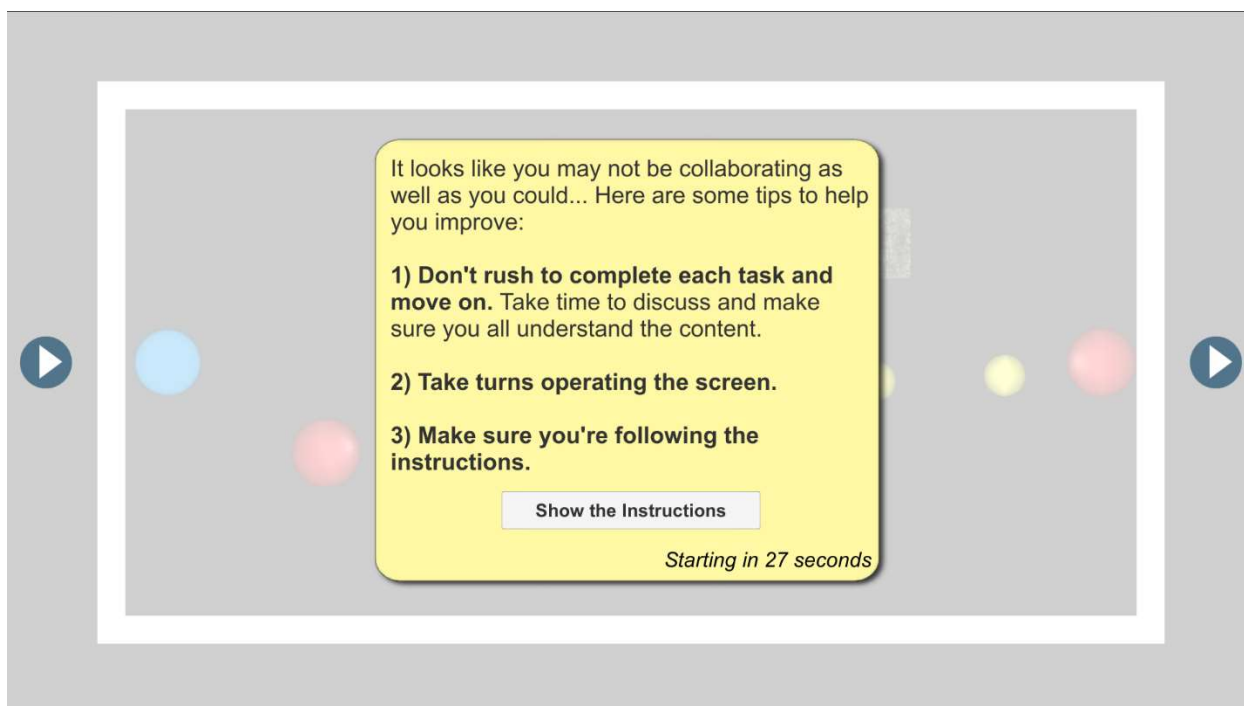 It looks like you may not be collaborating as
well as you could... Here are some tips to help
you improve:
1) Don't rush to complete each task and
move on. Take time to discuss and make
sure you all understand the content.
2) Take turns operating the screen.
3) Make sure you're following the
instructions.
Show the Instructions
Starting in 27 seconds